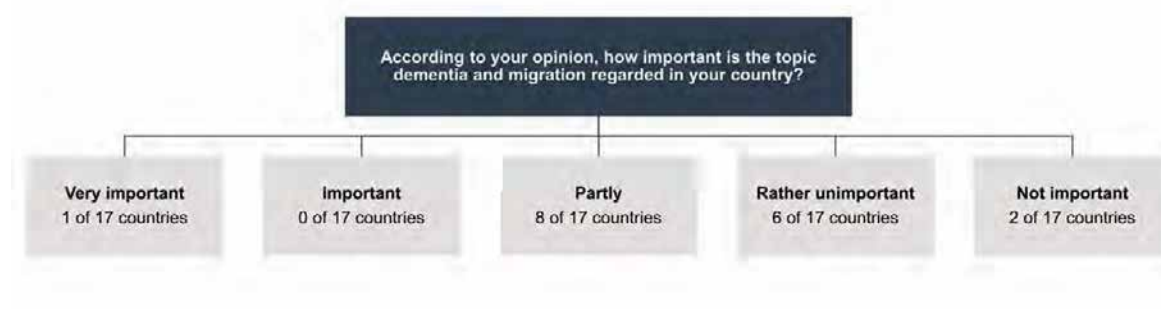 According to your opinion, how important is the topic
dementia and migration regarded in your country?
Very important
1 of 17 countries
Important
0 of 17 countries
Partly
8 of 17 countries
Rather unimportant
6 of 17 countries
Not important
2 of 17 countries